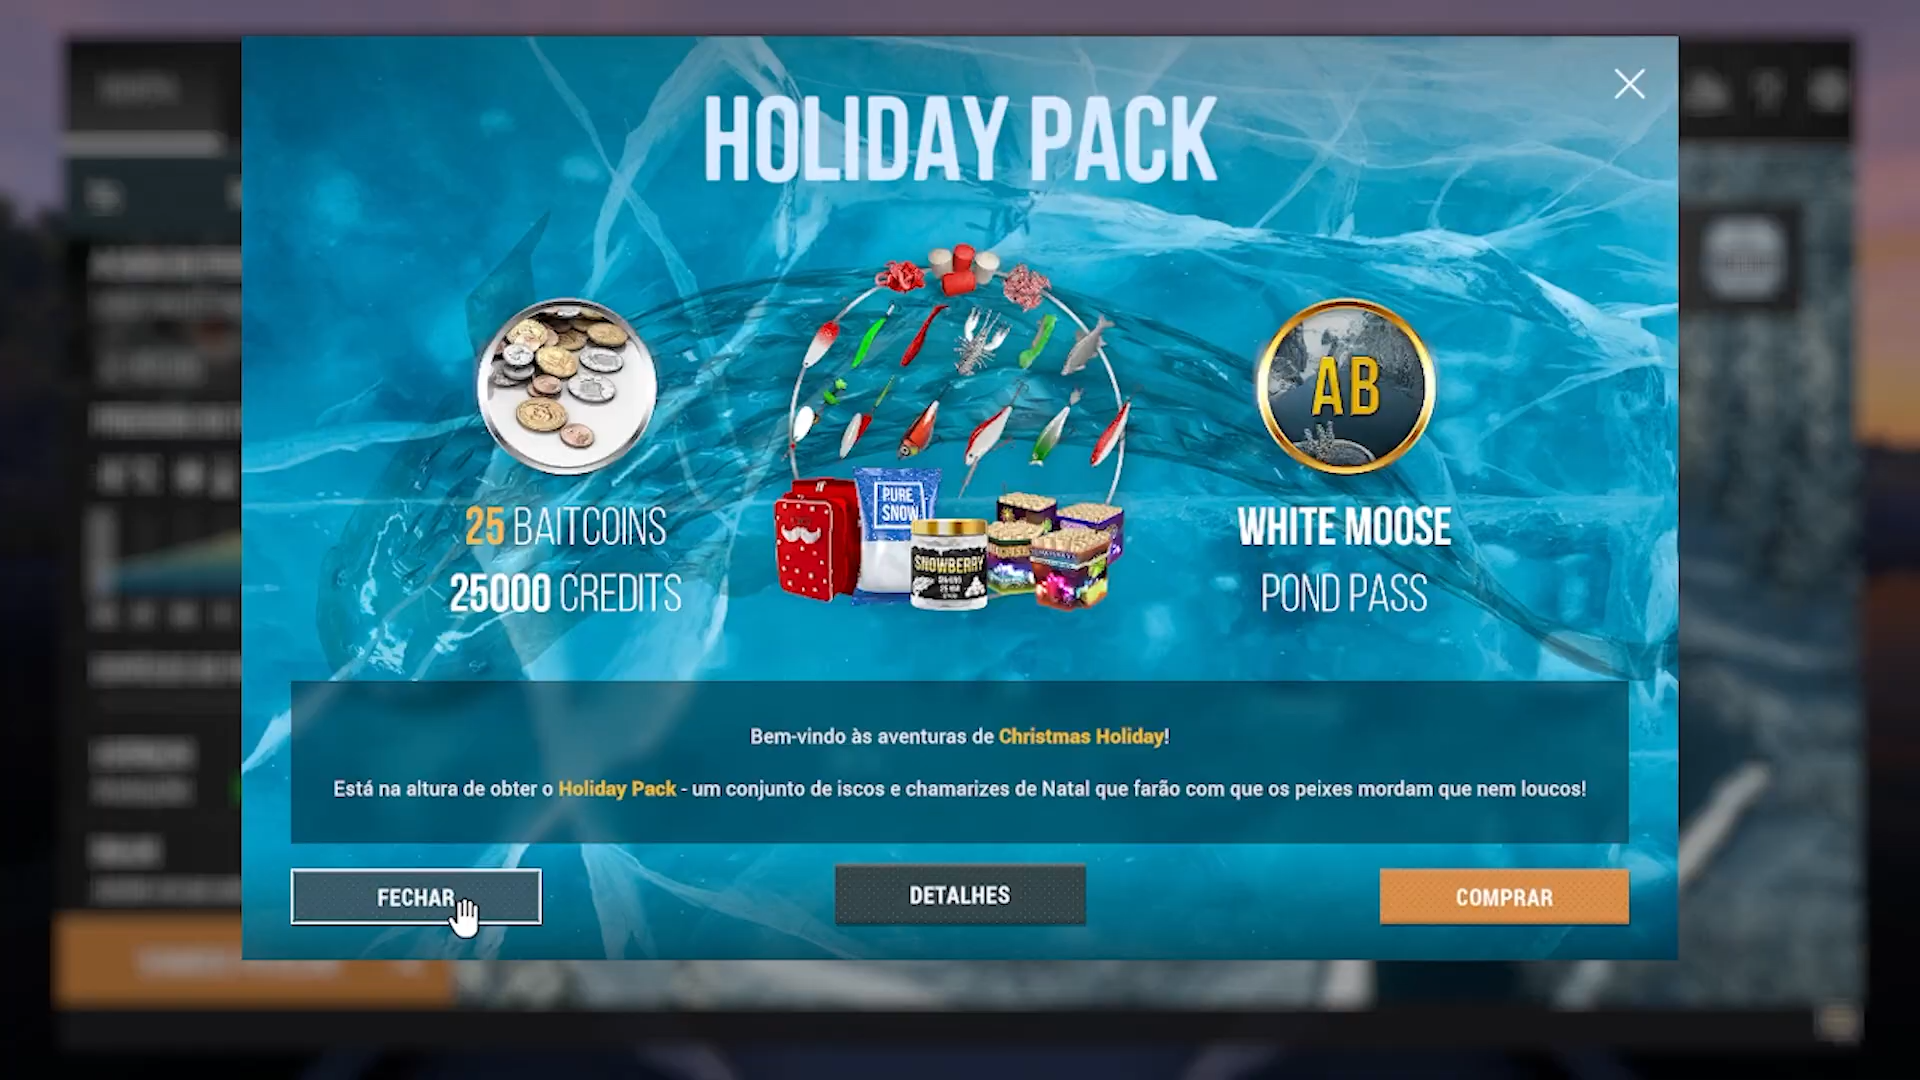 HOLIDAY PACK
AB
PURE
SNOW
SNOWBERRY
25 BAITCOINS
25000 CREDITS
WHITE MOOSE
POND PASS
Bem-vindo às aventuras de Christmas Holiday!
Está na altura de obter o Holiday Pack - um conjunto de iscos e chamarizes de Natal que farão com que os peixes mordam que nem loucos!
FECHAR
DETALHES
COMPRAR